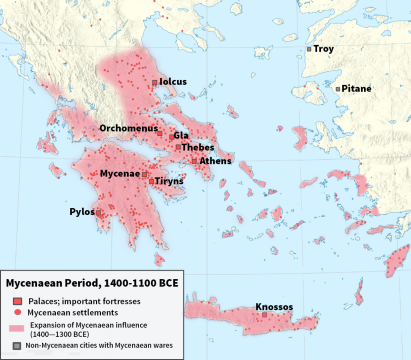 Troy
Iolcus
Pitane
Orchomenus
Gla
Thebes
Athens
Mycenae
Tiryns
Pylos
Knossos
Mycenaean Period, 1400-1100 BCE
Palaces; important fortresses
Mycenaean settlements
Expansion of Mycenaean influence
(1400—1300 BCE)
Non-Mycenaean cities with Mycenaean wares